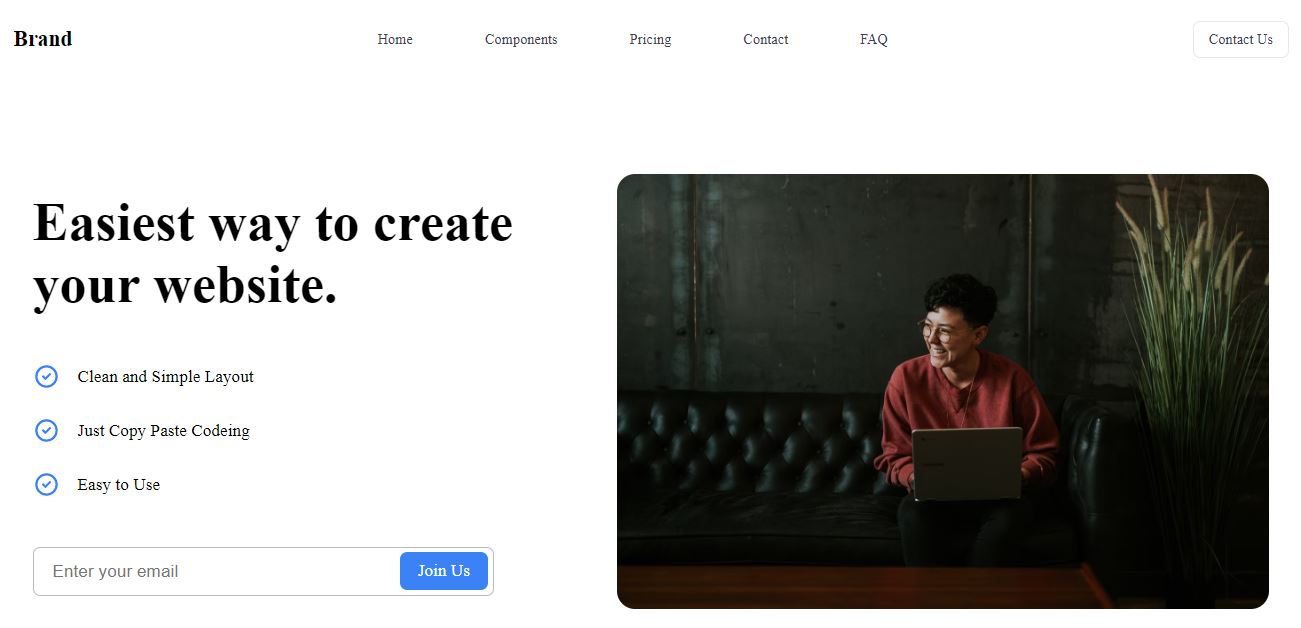 Brand
Home
Components
Pricing
Contact
FAQ
Contact Us
Easiest way to create
your website.
Clean and Simple Layout
Just Copy Paste Codeing
Easy to Use
Enter your email
Join Us